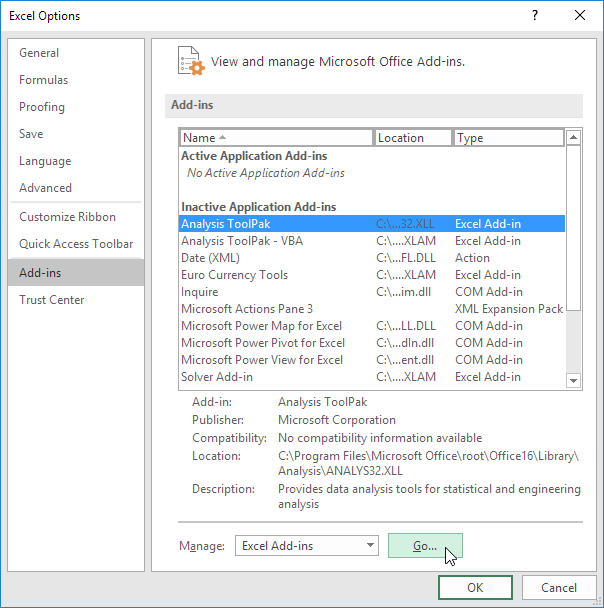 Excel Options
?
General
Formulas
Proofing
Save
Language
Advanced
Customize Ribbon
Quick Access Toolbar
Add-ins
Trust Center
View and manage Microsoft Office Add-ins.
Add-ins
Name Location Type
Active Application Add-ins
No Active Application Add-ins
Inactive Application Add-ins
Analysis ToolPak C:\...32.XLL Excel Add-in
Analysis ToolPak - VBA C:\....XLAM Excel Add-in
Date (XML) C:\...FL.DLL Action
Euro Currency Tools C:\....XLAM Excel Add-in
Inquire C:\...im.dll COM Add-in
Microsoft Actions Pane 3 XML Expansion Pack
Microsoft Power Map for Excel C:\...LL.DLL COM Add-in
Microsoft Power Pivot for Excel C:\...dln.dll COM Add-in
Microsoft Power View for Excel C:\...ent.dll COM Add-in
Solver Add-in C:\....XLAM Excel Add-in
Add-in: Analysis ToolPak
Publisher: Microsoft Corporation
Compatibility: No compatibility information available
Location: C:\Program Files\Microsoft Office\root\Office16\Library\
Analysis\ANALYS32.XLL
Description: Provides data analysis tools for statistical and engineering
analysis
Manage: Excel Add-ins Go...
OK Cancel